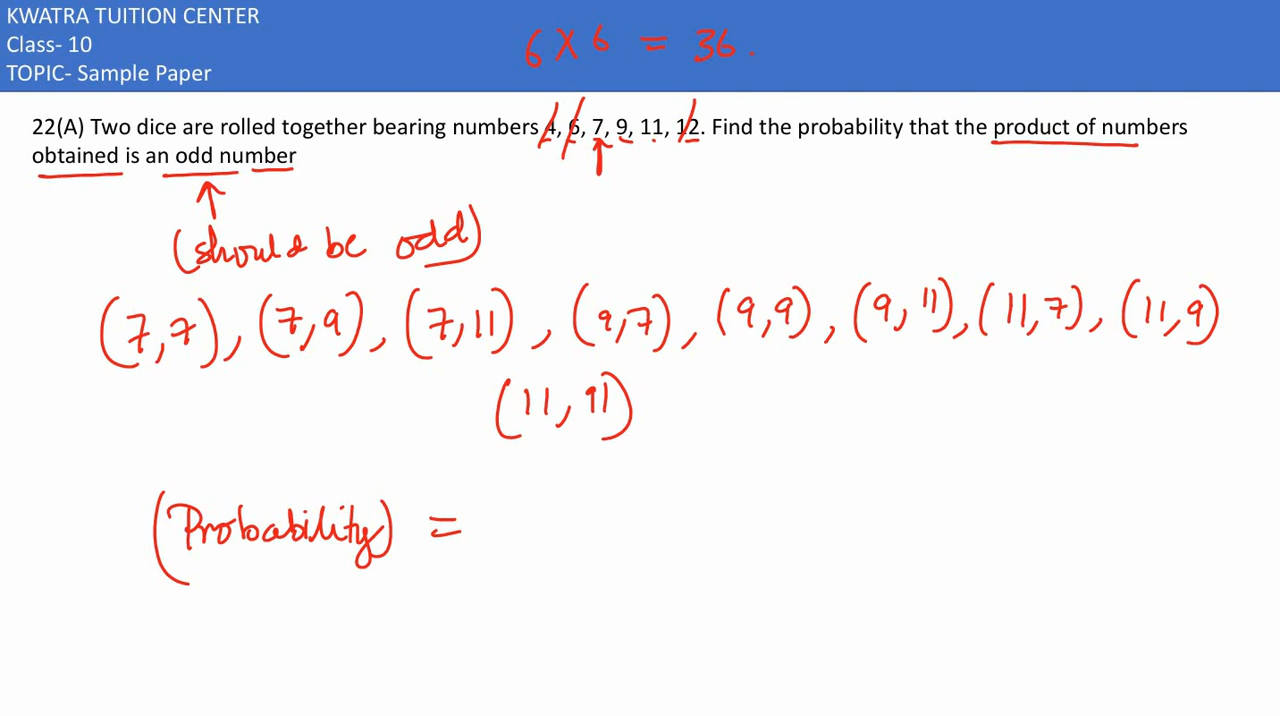 KWATRA TUITION CENTER
Class- 10
TOPIC- Sample Paper
6 X 6 = 36.
22(A) Two dice are rolled together bearing numbers 4, 6, 7, 9, 11, 12. Find the probability that the product of numbers
obtained is an odd number
(should be odd)
(7,7), (7,9), (7,11), (9,7), (9,9), (9,11), (11,7), (11,9)
(11, 11)
(Probability) =